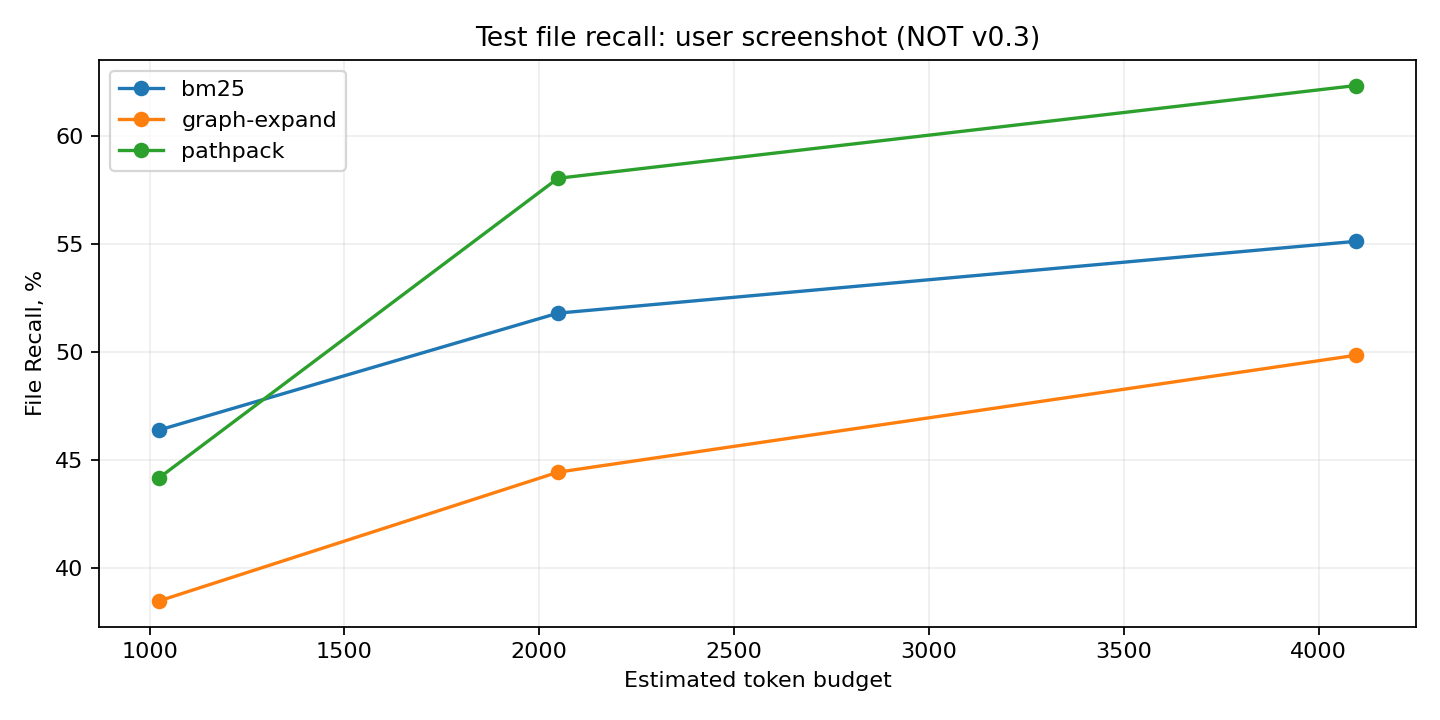 Test file recall: user screenshot (NOT v0.3)
bm25
graph-expand
pathpack
File Recall, %
60
55
50
45
40
1000 1500 2000 2500 3000 3500 4000
Estimated token budget